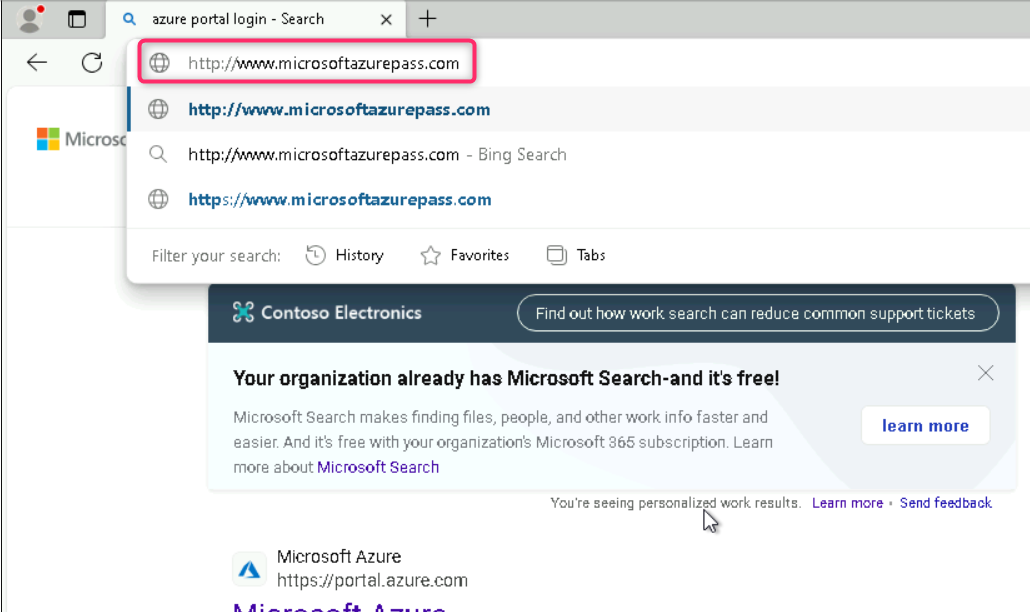 azure portal login - Search
http://www.microsoftazurepass.com
http://www.microsoftazurepass.com
http://www.microsoftazurepass.com - Bing Search
https://www.microsoftazurepass.com
Filter your search: History Favorites Tabs
Contoso Electronics
Find out how work search can reduce common support tickets
Your organization already has Microsoft Search-and it's free!
Microsoft Search makes finding files, people, and other work info faster and
easier. And it's free with your organization's Microsoft 365 subscription. Learn
more about Microsoft Search
learn more
You're seeing personalized work results. Learn more • Send feedback
Microsoft Azure
https://portal.azure.com
Microsoft Azure